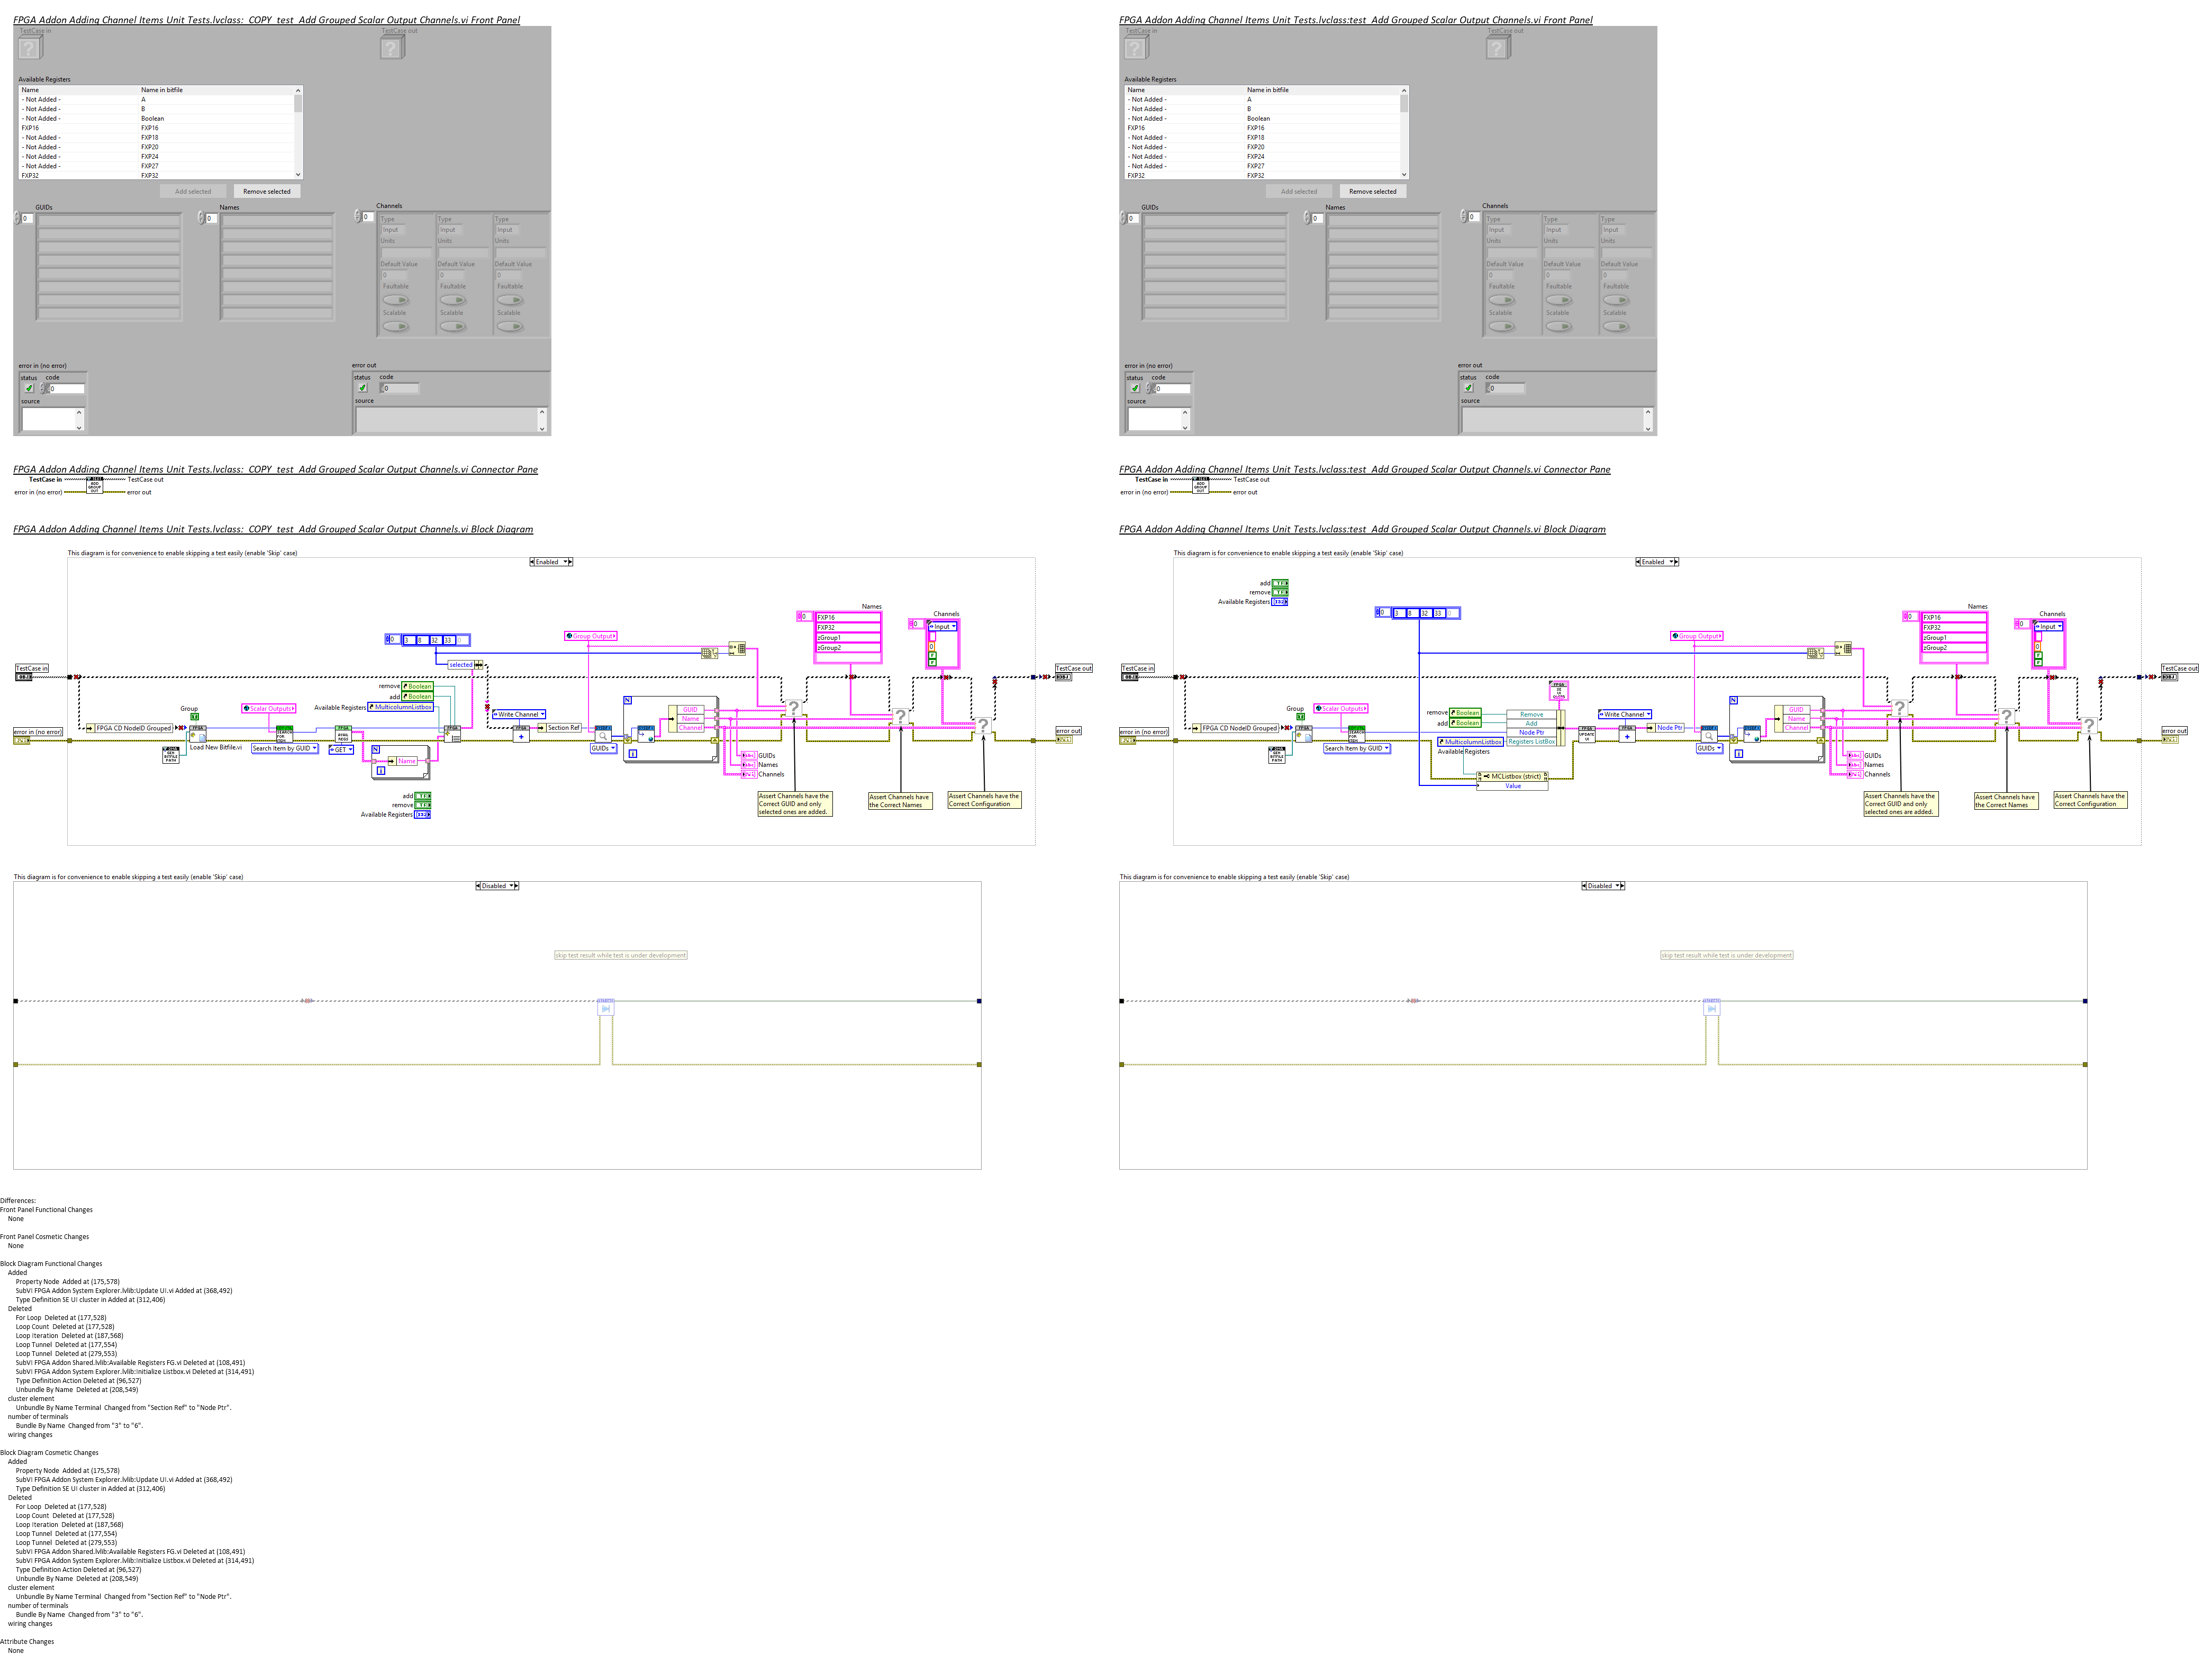 FPGA Addon Adding Channel Items Unit Tests.lvclass:_COPY_test_Add Grouped Scalar Output Channels.vi Front Panel
TestCase in
TestCase out
Available Registers
Name Name in bitfile
- Not Added - A
- Not Added - B
- Not Added - Boolean
FXP16 FXP16
- Not Added - FXP18
- Not Added - FXP20
- Not Added - FXP24
- Not Added - FXP27
FXP32 FXP32
Add selected Remove selected
GUIDs Names Channels
0 0 0
Type Type Type
Input Input Input
Units Units Units
Default Value Default Value Default Value
0 0 0
Faultable Faultable Faultable
Scalable Scalable Scalable
error in (no error)
status code
0
source
error out
status code
0
source
FPGA Addon Adding Channel Items Unit Tests.lvclass:test_Add Grouped Scalar Output Channels.vi Front Panel
TestCase in
TestCase out
Available Registers
Name Name in bitfile
- Not Added - A
- Not Added - B
- Not Added - Boolean
FXP16 FXP16
- Not Added - FXP18
- Not Added - FXP20
- Not Added - FXP24
- Not Added - FXP27
FXP32 FXP32
Add selected Remove selected
GUIDs Names Channels
0 0 0
Type Type Type
Input Input Input
Units Units Units
Default Value Default Value Default Value
0 0 0
Faultable Faultable Faultable
Scalable Scalable Scalable
error in (no error)
status code
0
source
error out
status code
0
source
FPGA Addon Adding Channel Items Unit Tests.lvclass:_COPY_test_Add Grouped Scalar Output Channels.vi Connector Pane
TestCase in TestCase out
error in (no error) error out
ADD GROUP OUT
FPGA Addon Adding Channel Items Unit Tests.lvclass:test_Add Grouped Scalar Output Channels.vi Connector Pane
TestCase in TestCase out
error in (no error) error out
ADD GROUP OUT
FPGA Addon Adding Channel Items Unit Tests.lvclass:_COPY_test_Add Grouped Scalar Output Channels.vi Block Diagram
This diagram is for convenience to enable skipping a test easily (enable 'Skip' case)
Enabled
Names
FXP16
FXP32
zGroup1
zGroup2
Channels
Input
Group Output
0 3 8 32 33 0
selected
TestCase in
TestCase out
remove Boolean
add Boolean
Available Registers MulticolumnListbox
Group
Scalar Outputs
Write Channel
FPGA CD NodeID Grouped
Section Ref
error in (no error)
error out
Load New Bitfile.vi
Search Item by GUID
GET
GUIDs
Name
GUID
Name
Channel
GUIDs
Names
Channels
add
remove
Available Registers
Assert Channels have the
Correct GUID and only
selected ones are added.
Assert Channels have
the Correct Names
Assert Channels have the
Correct Configuration
FPGA Addon Adding Channel Items Unit Tests.lvclass:test_Add Grouped Scalar Output Channels.vi Block Diagram
This diagram is for convenience to enable skipping a test easily (enable 'Skip' case)
Enabled
add
remove
Available Registers
0 3 8 32 33 0
Names
FXP16
FXP32
zGroup1
zGroup2
Channels
Input
Group Output
TestCase in
TestCase out
Group
Scalar Outputs
remove Boolean Remove
add Boolean Add
Node Ptr
MulticolumnListbox Registers ListBox
Available Registers
Write Channel
FPGA CD NodeID Grouped
Node Ptr
error in (no error)
error out
UPDATE UI
Search Item by GUID
GUIDs
MCListbox (strict)
Value
GUID
Name
Channel
GUIDs
Names
Channels
Assert Channels have the
Correct GUID and only
selected ones are added.
Assert Channels have
the Correct Names
Assert Channels have the
Correct Configuration
This diagram is for convenience to enable skipping a test easily (enable 'Skip' case)
Disabled
skip test result while test is under development
This diagram is for convenience to enable skipping a test easily (enable 'Skip' case)
Disabled
skip test result while test is under development
Differences:
Front Panel Functional Changes
None
Front Panel Cosmetic Changes
None
Block Diagram Functional Changes
Added
Property Node  Added at (175,578)
SubVI FPGA Addon System Explorer.lvlib:Update UI.vi Added at (368,492)
Type Definition SE UI cluster in Added at (312,406)
Deleted
For Loop  Deleted at (177,528)
Loop Count  Deleted at (177,528)
Loop Iteration  Deleted at (187,568)
Loop Tunnel  Deleted at (177,554)
Loop Tunnel  Deleted at (279,553)
SubVI FPGA Addon Shared.lvlib:Available Registers FG.vi Deleted at (108,491)
SubVI FPGA Addon System Explorer.lvlib:Initialize Listbox.vi Deleted at (314,491)
Type Definition Action Deleted at (96,527)
Unbundle By Name  Deleted at (208,549)
cluster element
Unbundle By Name Terminal  Changed from "Section Ref" to "Node Ptr".
number of terminals
Bundle By Name  Changed from "3" to "6".
wiring changes
Block Diagram Cosmetic Changes
Added
Property Node  Added at (175,578)
SubVI FPGA Addon System Explorer.lvlib:Update UI.vi Added at (368,492)
Type Definition SE UI cluster in Added at (312,406)
Deleted
For Loop  Deleted at (177,528)
Loop Count  Deleted at (177,528)
Loop Iteration  Deleted at (187,568)
Loop Tunnel  Deleted at (177,554)
Loop Tunnel  Deleted at (279,553)
SubVI FPGA Addon Shared.lvlib:Available Registers FG.vi Deleted at (108,491)
SubVI FPGA Addon System Explorer.lvlib:Initialize Listbox.vi Deleted at (314,491)
Type Definition Action Deleted at (96,527)
Unbundle By Name  Deleted at (208,549)
cluster element
Unbundle By Name Terminal  Changed from "Section Ref" to "Node Ptr".
number of terminals
Bundle By Name  Changed from "3" to "6".
wiring changes
Attribute Changes
None